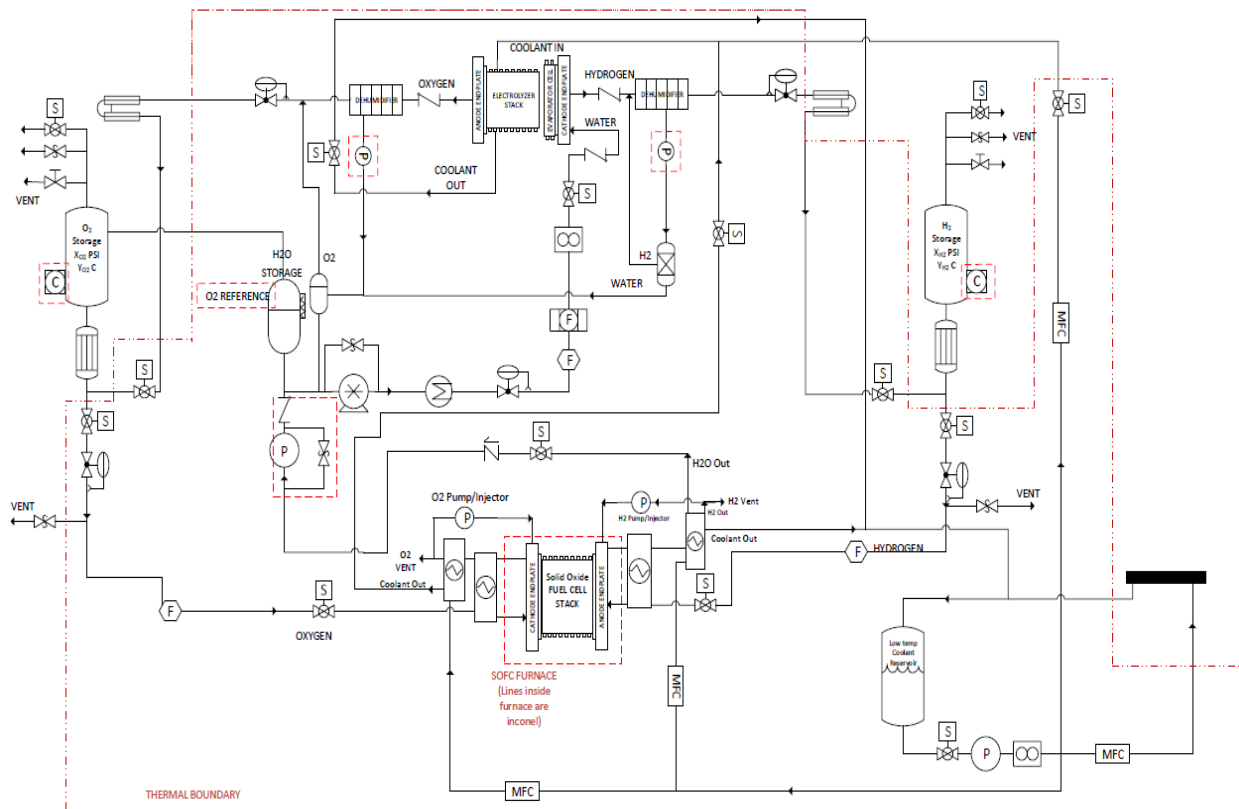 COOLANT IN
OXYGEN
HYDROGEN
DEHUMIDIFIER
ANODE ENDPLATE
ELECTROLYZER
STACK
EVAPORATOR CELL
CATHODE ENDPLATE
DEHUMIDIFIER
S
S
S
WATER
VENT
S
P
P
COOLANT
OUT
S
VENT
O2
Storage
XO2 PSI
YO2 C
C
H2O
STORAGE
O2
O2 REFERENCE
S
H2
WATER
H2
Storage
XH2 PSI
YH2 C
C
F
MFC
F
S
S
S
S
P
S
H2O Out
O2 Pump/Injector
P
P
H2 Pump/Injector
H2 Vent
H2 Out
VENT
VENT
O2
VENT
Coolant Out
Coolant Out
F
HYDROGEN
CATHODE ENDPLATE
Solid Oxide
FUEL CELL
STACK
ANODE ENDPLATE
S
S
F
OXYGEN
Low temp
Coolant
Reservoir
SOFC FURNACE
(Lines inside
furnace are
inconel)
MFC
S
P
MFC
MFC
THERMAL BOUNDARY